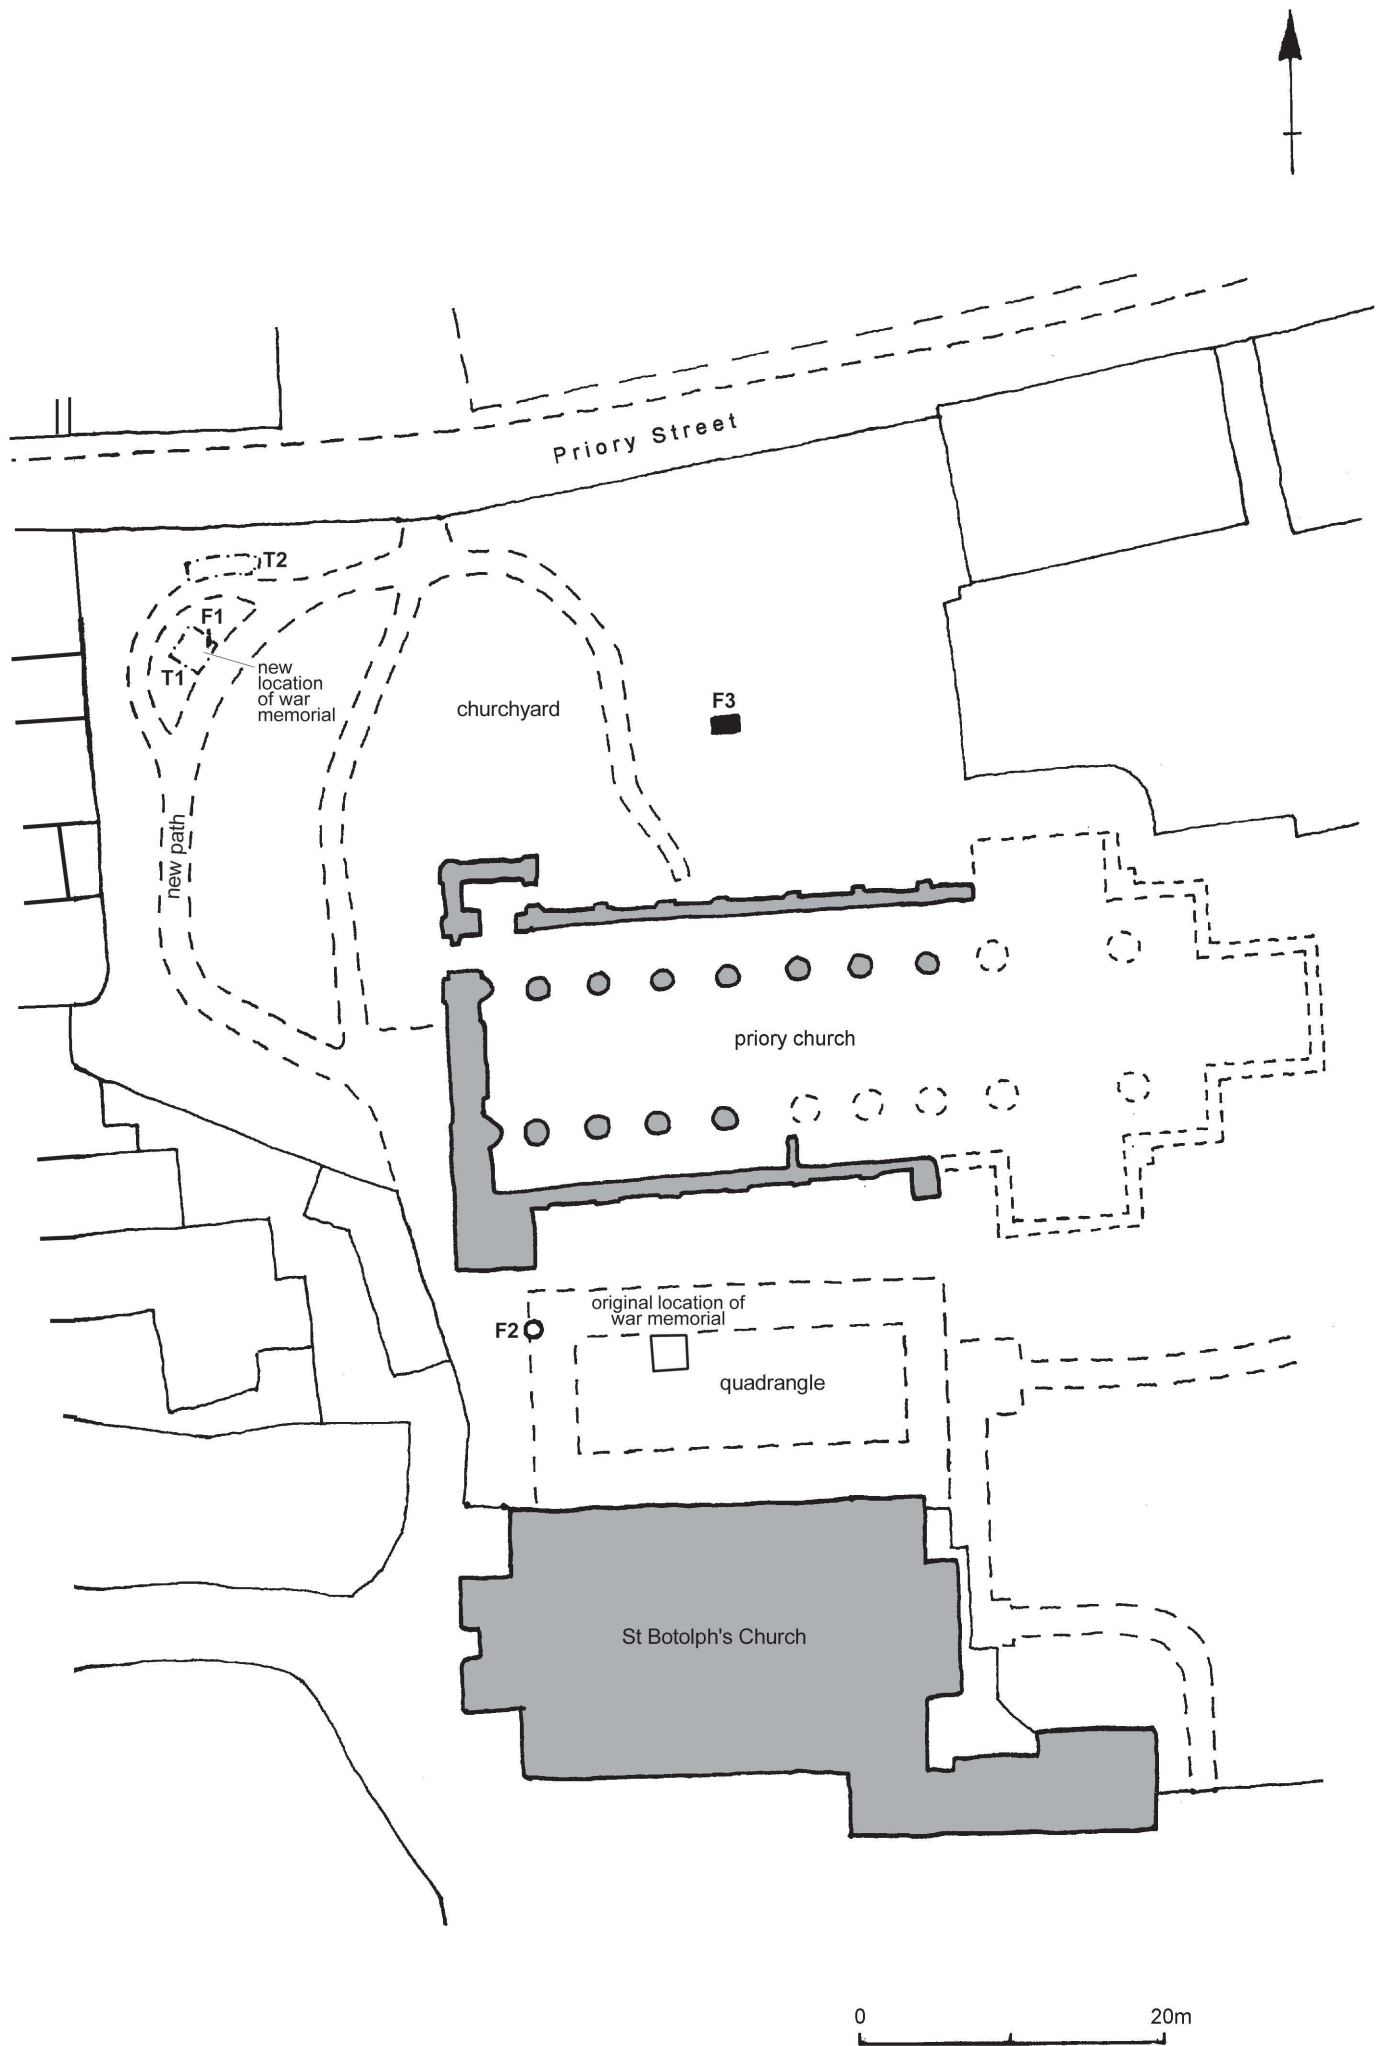 Priory Street
T2
F1
T1
new
location
of war
memorial
churchyard
F3
new path
priory church
original location of
war memorial
F2
quadrangle
St Botolph's Church
0
20m